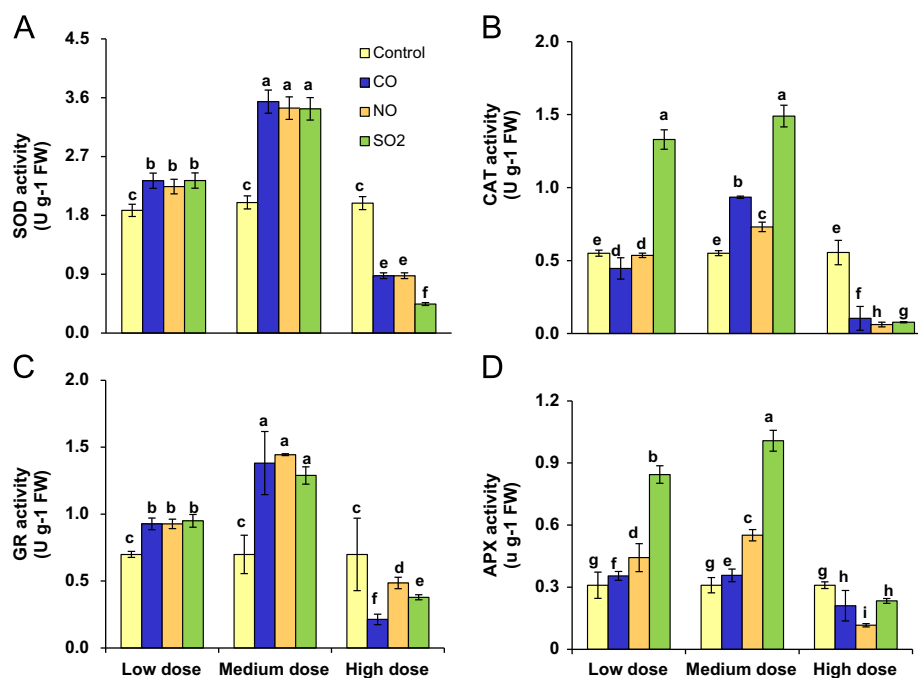 A
SOD activity
(U g-1 FW)
4.5
3.6
2.7
1.8
0.9
0.0
Control
CO
NO
SO2
c b b b
c a a a
c e e f
B
CAT activity
(U g-1 FW)
2.0
1.5
1.0
0.5
0.0
e d d a
e b c a
e f h g
C
GR activity
(U g-1 FW)
2.0
1.5
1.0
0.5
0.0
c b b b
c a a a
c f d e
Low dose Medium dose High dose
D
APX activity
(u g-1 FW)
1.2
0.9
0.6
0.3
0.0
g f d b
g e c a
g h i h
Low dose Medium dose High dose